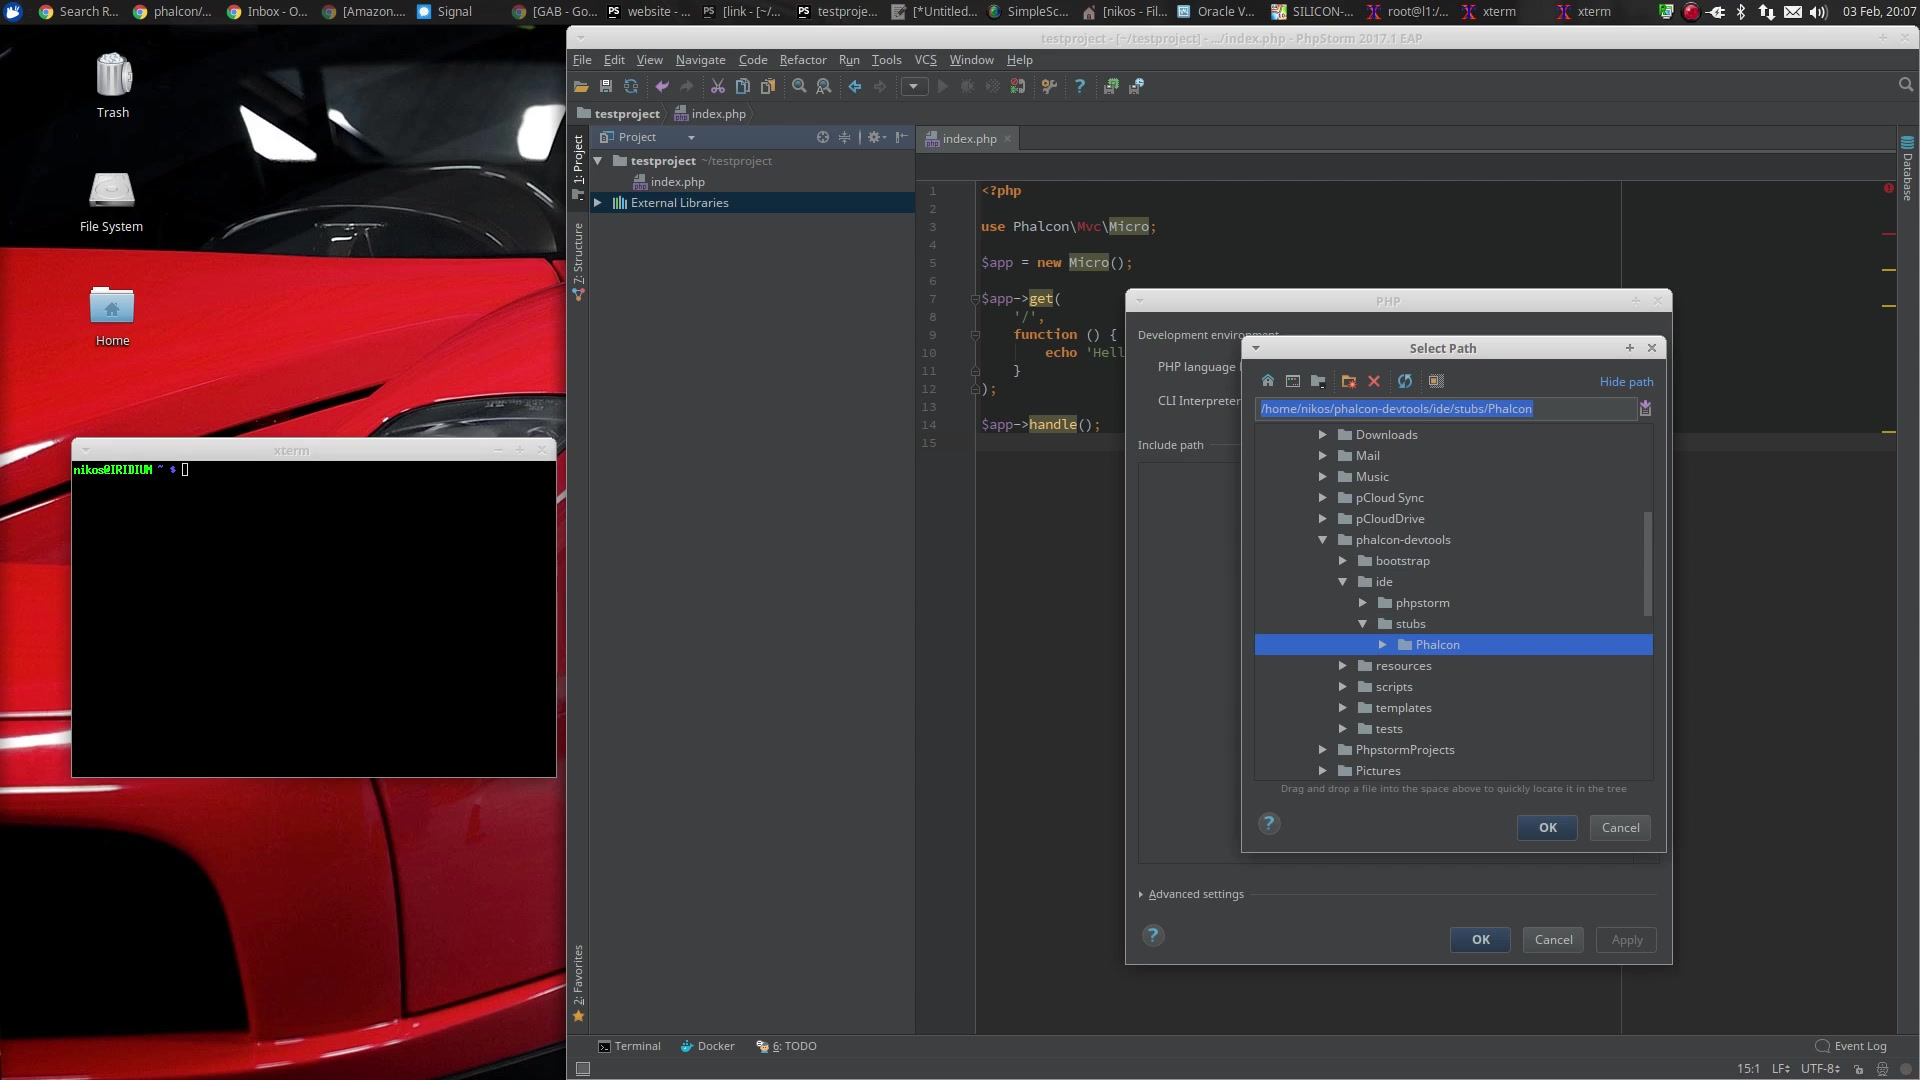 Search R...
phalcon/...
Inbox - O...
[Amazon....
Signal
[GAB - Go...
website - ...
[link - [~/...
testproje...
[*Untitled...
SimpleSc...
[nikos - Fil...
Oracle V...
SILICON-...
root@l1:/...
xterm
xterm
03 Feb, 20:07
Trash
File System
Home
xterm
nikos@IRIDIUM ~ $
testproject - [~/testproject] - .../index.php - PhpStorm 2017.1 EAP
File Edit View Navigate Code Refactor Run Tools VCS Window Help
testproject
index.php
1: Project
7: Structure
2: Favorites
Project
testproject ~/testproject
index.php
External Libraries
index.php
Database
1 <?php
2
3 use Phalcon\Mvc\Micro;
4
5 $app = new Micro();
6
7 $app->get(
8 '/',
9 function () {
10 echo 'Hell
11 }
12 );
13
14 $app->handle();
15
PHP
Development environment
PHP language
CLI Interpreter
Include path
Select Path
Hide path
/home/nikos/phalcon-devtools/ide/stubs/Phalcon
Downloads
Mail
Music
pCloud Sync
pCloudDrive
phalcon-devtools
bootstrap
ide
phpstorm
stubs
Phalcon
resources
scripts
templates
tests
PhpstormProjects
Pictures
Drag and drop a file into the space above to quickly locate it in the tree
OK
Cancel
Advanced settings
OK
Cancel
Apply
Terminal
Docker
6: TODO
Event Log
15:1
LF
UTF-8